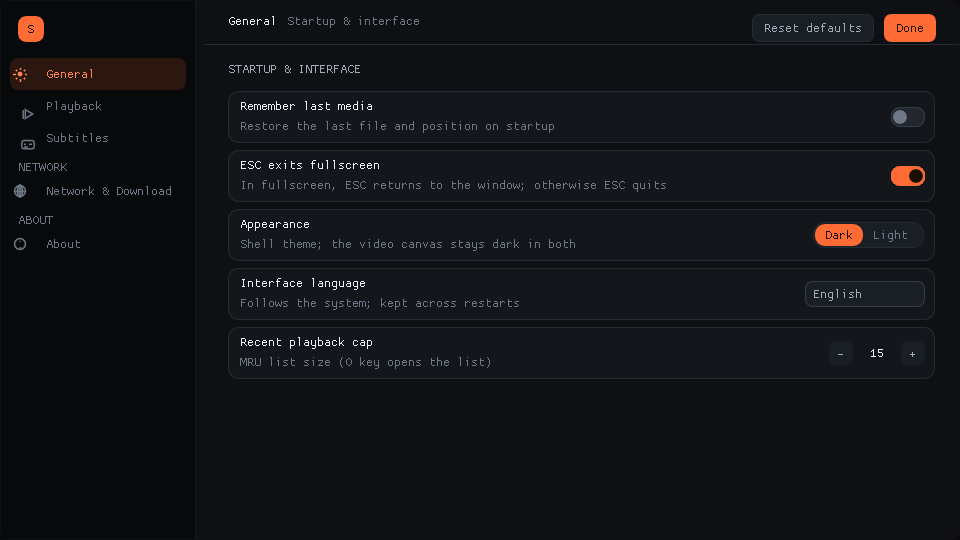 S
General
Playback
Subtitles
NETWORK
Network & Download
ABOUT
About
General Startup & interface
Reset defaults
Done
STARTUP & INTERFACE
Remember last media
Restore the last file and position on startup
ESC exits fullscreen
In fullscreen, ESC returns to the window; otherwise ESC quits
Appearance
Shell theme; the video canvas stays dark in both
Dark
Light
Interface language
Follows the system; kept across restarts
English
Recent playback cap
MRU list size (O key opens the list)
− 15 +